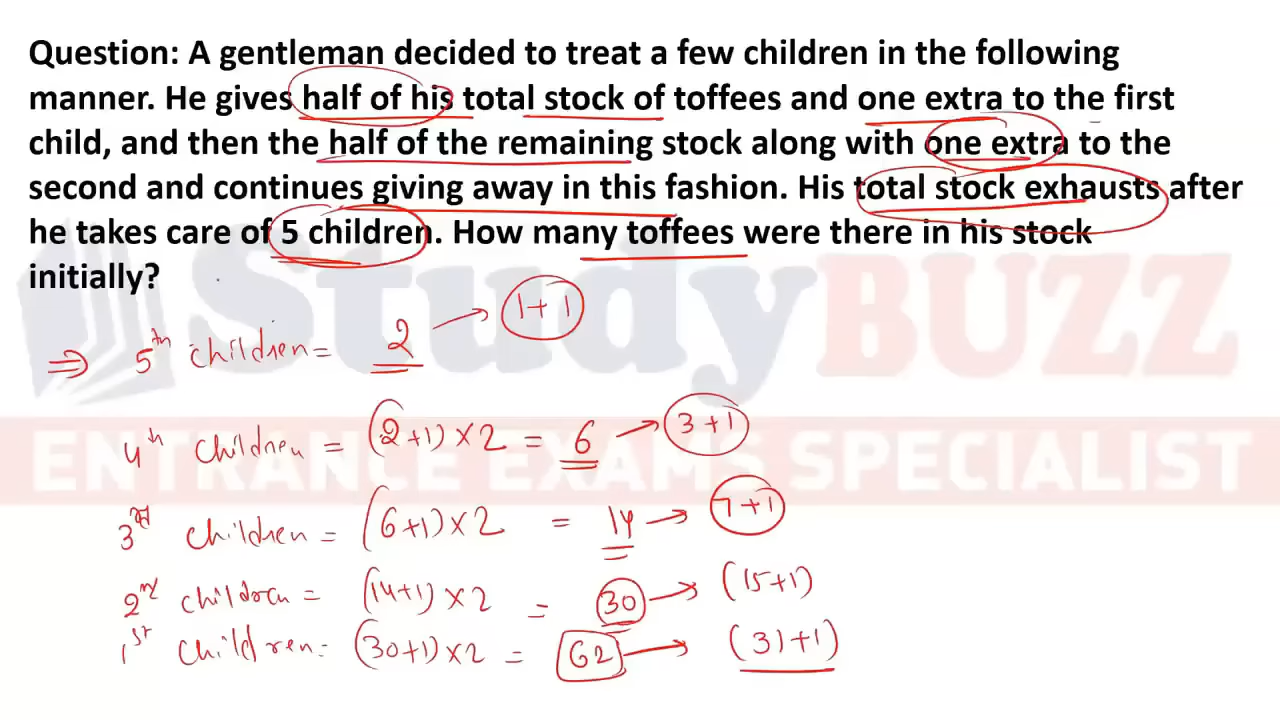 Question: A gentleman decided to treat a few children in the following
manner. He gives half of his total stock of toffees and one extra to the first
child, and then the half of the remaining stock along with one extra to the
second and continues giving away in this fashion. His total stock exhausts after
he takes care of 5 children. How many toffees were there in his stock
initially?
StudyBUZZ
ENTRANCE EXAMS SPECIALIST
⇒ 5th children = 2 → 1+1
4th children = (2+1)×2 = 6 → 3+1
3rd children = (6+1)×2 = 14 → 7+1
2nd children = (14+1)×2 = 30 → (15+1)
1st children = (30+1)×2 = 62 → (31+1)